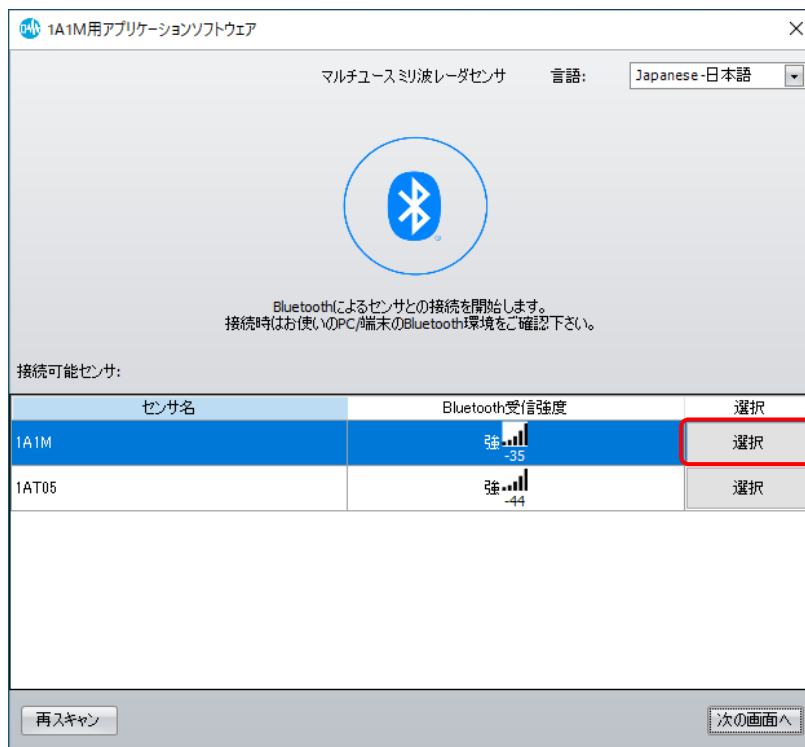 1A1M用アプリケーションソフトウェア
マルチユースミリ波レーダセンサ 言語: Japanese-日本語
Bluetoothによるセンサとの接続を開始します。
接続時はお使いのPC/端末のBluetooth環境をご確認下さい。
接続可能センサ:
センサ名 Bluetooth受信強度 選択
1A1M 強 -35 選択
1AT05 強 -44 選択
再スキャン 次の画面へ